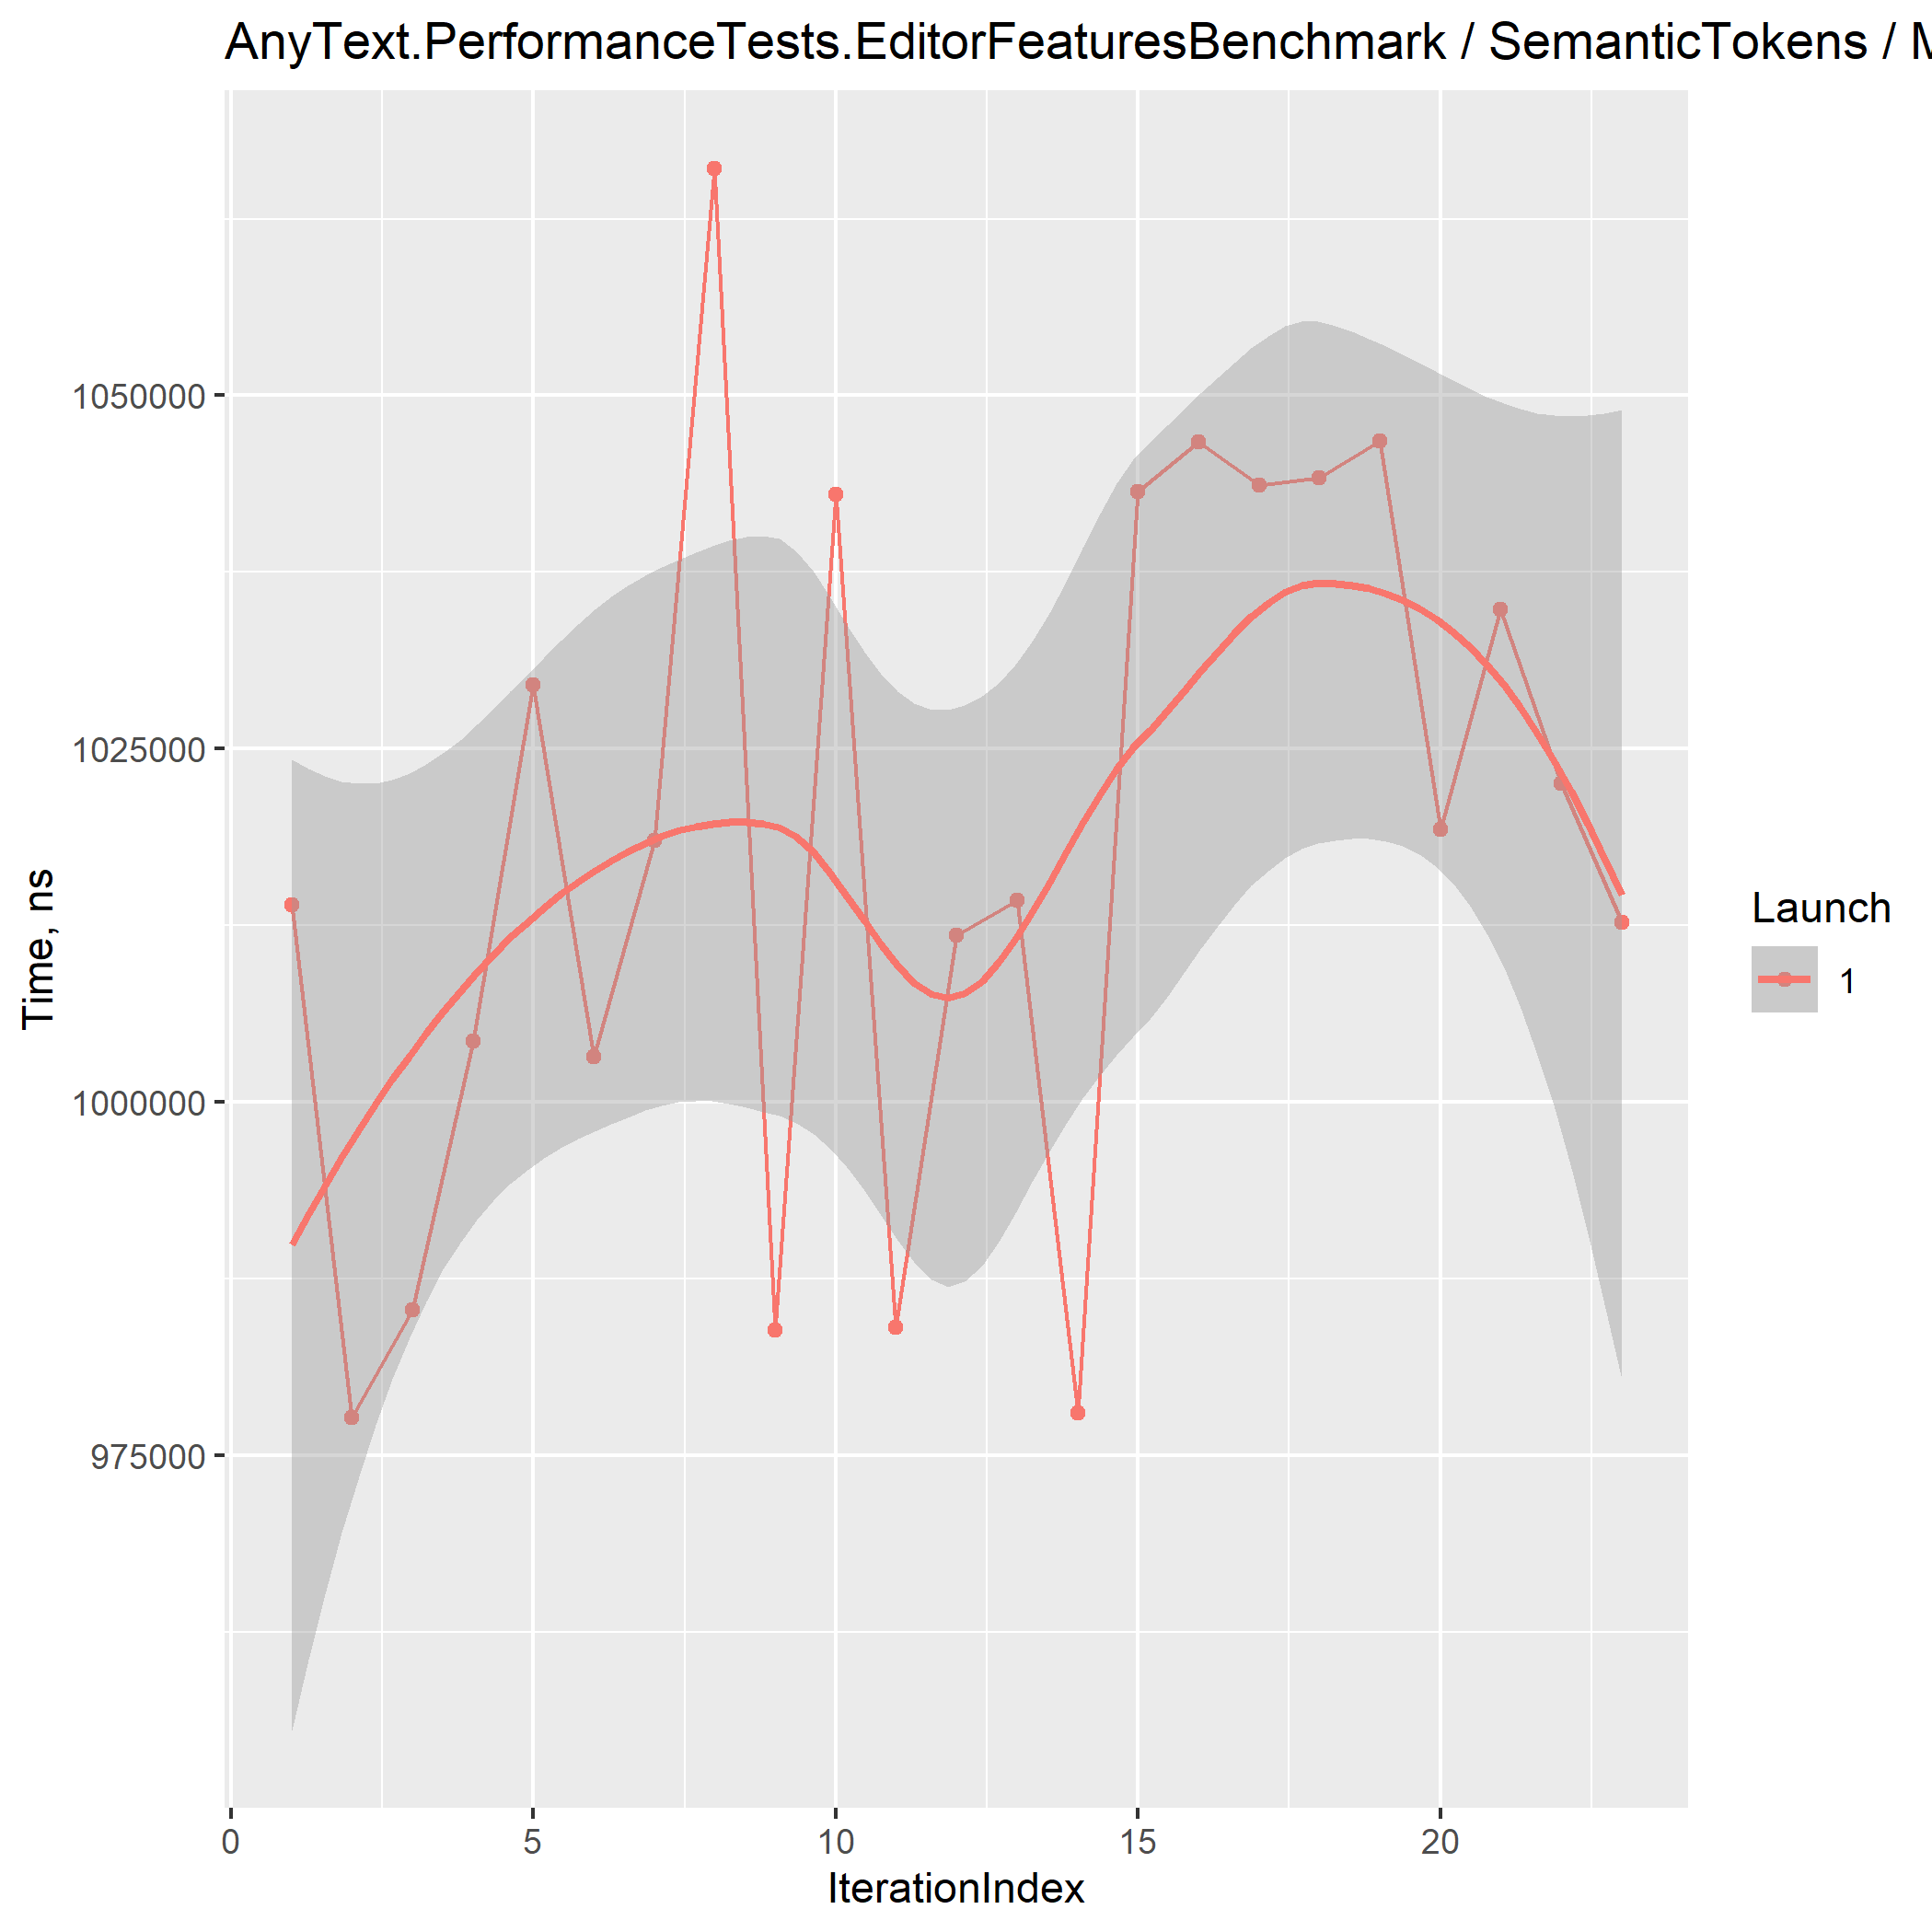 AnyText.PerformanceTests.EditorFeaturesBenchmark / SemanticTokens /
1050000
1025000
1000000
975000
Time, ns
0 5 10 15 20
IterationIndex
Launch
1